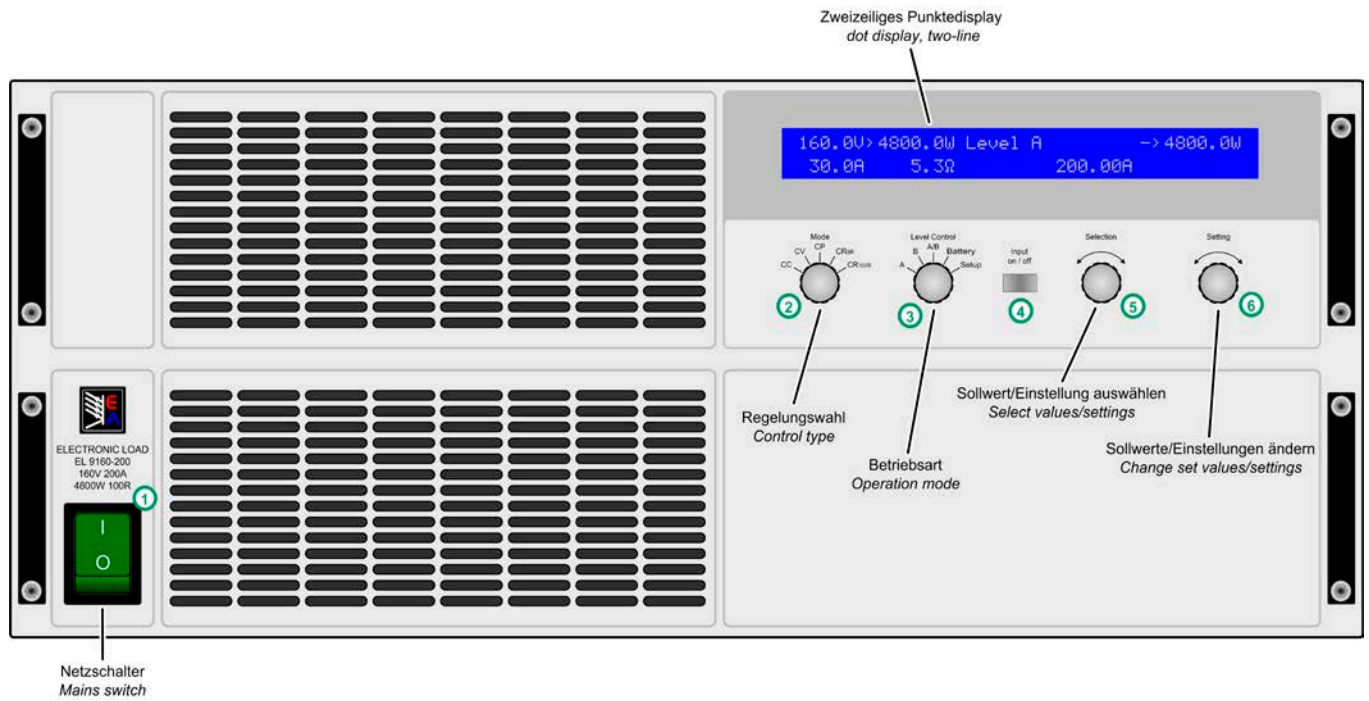 Zweizeiliges Punktedisplay
dot display, two-line
160.0V>4800.0W Level A ->4800.0W
30.0A 5.3Ω 200.00A
Mode
CC CV CP CR66R CR100R
Level Control
A B A/B Battery Setup
Input
on / off
Selection
Setting
2
3
4
5
6
Regelungswahl
Control type
Betriebsart
Operation mode
Sollwert/Einstellung auswählen
Select values/settings
Sollwerte/Einstellungen ändern
Change set values/settings
EA
ELECTRONIC LOAD
EL 9160-200
160V 200A
4800W 100R
1
I
O
Netzschalter
Mains switch